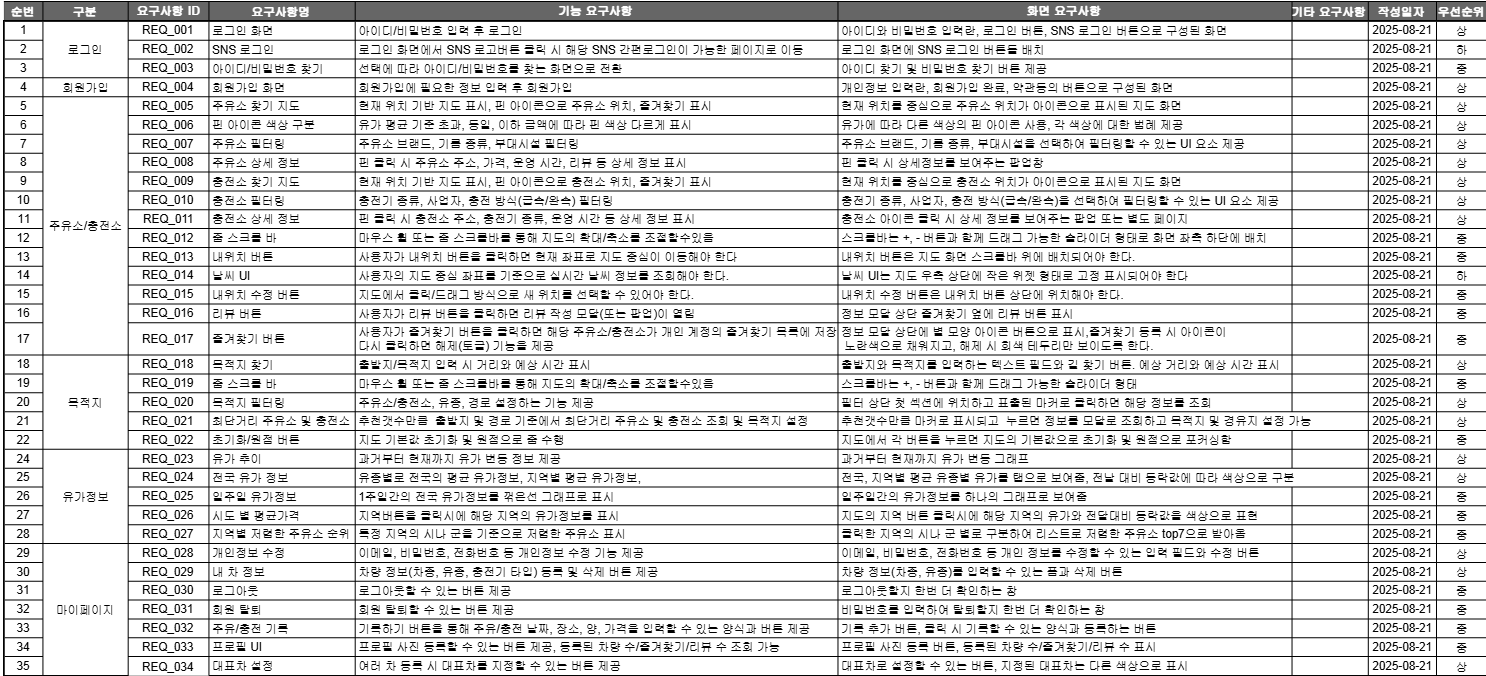 순번 구분 요구사항 ID 요구사항명 기능 요구사항 화면 요구사항 기타 요구사항 작성일자 우선순위
1 로그인 REQ_001 로그인 화면 아이디/비밀번호 입력 후 로그인 아이디와 비밀번호 입력란, 로그인 버튼, SNS 로그인 버튼으로 구성된 화면 2025-08-21 상
2 REQ_002 SNS 로그인 로그인 화면에서 SNS 로고버튼 클릭 시 해당 SNS 간편로그인이 가능한 페이지로 이동 로그인 화면에 SNS 로그인 버튼을 배치 2025-08-21 하
3 REQ_003 아이디/비밀번호 찾기 선택에 따라 아이디/비밀번호를 찾는 화면으로 전환 아이디 찾기 및 비밀번호 찾기 버튼 제공 2025-08-21 중
4 회원가입 REQ_004 회원가입 화면 회원가입에 필요한 정보 입력 후 회원가입 개인정보 입력란, 회원가입 완료, 약관동의 버튼으로 구성된 화면 2025-08-21 상
5 주유소/충전소 REQ_005 주유소 찾기 지도 현재 위치 기반 지도 표시, 핀 아이콘으로 주유소 위치, 즐겨찾기 표시 현재 위치를 중심으로 주유소 위치가 아이콘으로 표시된 지도 화면 2025-08-21 상
6 REQ_006 핀 아이콘 색상 구분 유가 평균 기준 초과, 동일, 이하 금액에 따라 핀 색상 다르게 표시 유가에 따라 다른 색상의 핀 아이콘 사용, 각 색상에 대한 범례 제공 2025-08-21 상
7 REQ_007 주유소 필터링 주유소 브랜드, 기름 종류, 부대시설 필터링 주유소 브랜드, 기름 종류, 부대시설을 선택하여 필터링할 수 있는 UI 요소 제공 2025-08-21 상
8 REQ_008 주유소 상세 정보 핀 클릭 시 주유소 주소, 가격, 운영 시간, 리뷰 등 상세 정보 표시 핀 클릭 시 상세정보를 보여주는 팝업창 2025-08-21 상
9 REQ_009 충전소 찾기 지도 현재 위치 기반 지도 표시, 핀 아이콘으로 충전소 위치, 즐겨찾기 표시 현재 위치를 중심으로 충전소 위치가 아이콘으로 표시된 지도 화면 2025-08-21 상
10 REQ_010 충전소 필터링 충전기 종류, 사업자, 충전 방식(급속/완속) 필터링 충전기 종류, 사업자, 충전 방식(급속/완속)을 선택하여 필터링할 수 있는 UI 요소 제공 2025-08-21 상
11 REQ_011 충전소 상세 정보 핀 클릭 시 충전소 주소, 충전기 종류, 운영 시간 등 상세 정보 표시 충전소 아이콘 클릭 시 상세 정보를 보여주는 팝업 또는 별도 페이지 2025-08-21 상
12 REQ_012 줌 스크롤 바 마우스 휠 또는 줌 스크롤바를 통해 지도의 확대/축소를 조절할수있음 스크롤바는 +, - 버튼과 함께 드래그 가능한 슬라이더 형태로 화면 좌측 하단에 배치 2025-08-21 중
13 REQ_013 내위치 버튼 사용자가 내위치 버튼을 클릭하면 현재 좌표로 지도 중심이 이동해야 한다 내위치 버튼은 지도 화면 스크롤바 위에 배치되어야 한다. 2025-08-21 중
14 REQ_014 날씨 UI 사용자의 지도 중심 좌표를 기준으로 실시간 날씨 정보를 조회해야 한다. 날씨 UI는 지도 우측 상단에 작은 위젯 형태로 고정 표시되어야 한다 2025-08-21 하
15 REQ_015 내위치 수정 버튼 지도에서 클릭/드래그 방식으로 새 위치를 선택할 수 있어야 한다. 내위치 수정 버튼은 내위치 버튼 상단에 위치해야 한다. 2025-08-21 중
16 REQ_016 리뷰 버튼 사용자가 리뷰 버튼을 클릭하면 리뷰 작성 모달(또는 팝업)이 열림 정보 모달 상단 즐겨찾기 옆에 리뷰 버튼 표시 2025-08-21 중
17 REQ_017 즐겨찾기 버튼 사용자가 즐겨찾기 버튼을 클릭하면 해당 주유소/충전소가 개인 계정의 즐겨찾기 목록에 저장 정보 모달 상단에 별 모양 아이콘 버튼으로 표시,즐겨찾기 등록 시 아이콘이 2025-08-21 중
다시 클릭하면 해제(토글) 기능을 제공 노란색으로 채워지고, 해제 시 회색 테두리만 보이도록 한다.
18 목적지 REQ_018 목적지 찾기 출발지/목적지 입력 시 거리와 예상 시간 표시 출발지와 목적지를 입력하는 텍스트 필드와 길 찾기 버튼. 예상 거리와 예상 시간 표시 2025-08-21 상
19 REQ_019 줌 스크롤 바 마우스 휠 또는 줌 스크롤바를 통해 지도의 확대/축소를 조절할수있음 스크롤바는 +, - 버튼과 함께 드래그 가능한 슬라이더 형태 2025-08-21 중
20 REQ_020 목적지 필터링 주유소/충전소, 유종, 경로 설정하는 기능 제공 필터 상단 첫 섹션에 위치하고 표출된 마커로 클릭하면 해당 정보를 조회 2025-08-21 상
21 REQ_021 최단거리 주유소 및 충전소 추천갯수만큼 출발지 및 경로 기준에서 최단거리 주유소 및 충전소 조회 및 목적지 설정 추천갯수만큼 마커로 표시되고 누르면 정보를 모달로 조회하고 목적지 및 경유지 설정 가능 2025-08-21 상
22 REQ_022 초기화/원점 버튼 지도 기본값 초기화 및 원점으로 줌 수행 지도에서 각 버튼을 누르면 지도의 기본값으로 초기화 및 원점으로 포커싱함 2025-08-21 중
24 유가정보 REQ_023 유가 추이 과거부터 현재까지 유가 변동 정보 제공 과거부터 현재까지 유가 변동 그래프 2025-08-21 상
25 REQ_024 전국 유가 정보 유종별로 전국의 평균 유가정보, 지역별 평균 유가정보, 전국, 지역별 평균 유종별 유가를 탭으로 보여줌, 전날 대비 등락값에 따라 색상으로 구분 2025-08-21 상
26 REQ_025 일주일 유가정보 1주일간의 전국 유가정보를 꺾은선 그래프로 표시 일주일간의 유가정보를 하나의 그래프로 보여줌 2025-08-21 중
27 REQ_026 시도 별 평균가격 지역버튼을 클릭시에 해당 지역의 유가정보를 표시 지도의 지역 버튼 클릭시에 해당 지역의 유가와 전달대비 등락값을 색상으로 표현 2025-08-21 중
28 REQ_027 지역별 저렴한 주유소 순위 특정 지역의 시나 군을 기준으로 저렴한 주유소 표시 클릭한 지역의 시나 군 별로 구분하여 리스트로 저렴한 주유소 top7으로 받아옴 2025-08-21 중
29 마이페이지 REQ_028 개인정보 수정 이메일, 비밀번호, 전화번호 등 개인정보 수정 기능 제공 이메일, 비밀번호, 전화번호 등 개인 정보를 수정할 수 있는 입력 필드와 수정 버튼 2025-08-21 상
30 REQ_029 내 차 정보 차량 정보(차종, 유종, 충전기 타입) 등록 및 삭제 버튼 제공 차량 정보(차종, 유종)를 입력할 수 있는 폼과 삭제 버튼 2025-08-21 상
31 REQ_030 로그아웃 로그아웃할 수 있는 버튼 제공 로그아웃할지 한번 더 확인하는 창 2025-08-21 중
32 REQ_031 회원 탈퇴 회원 탈퇴할 수 있는 버튼 제공 비밀번호를 입력하여 탈퇴할지 한번 더 확인하는 창 2025-08-21 중
33 REQ_032 주유/충전 기록 기록하기 버튼을 통해 주유/충전 날짜, 장소, 양, 가격을 입력할 수 있는 양식과 버튼 제공 기록 추가 버튼, 클릭 시 기록할 수 있는 양식과 등록하는 버튼 2025-08-21 중
34 REQ_033 프로필 UI 프로필 사진 등록할 수 있는 버튼 제공, 등록된 차량 수/즐겨찾기/리뷰 수 조회 가능 프로필 사진 등록 버튼, 등록된 차량 수/즐겨찾기/리뷰 수 표시 2025-08-21 중
35 REQ_034 대표차 설정 여러 차 등록 시 대표차를 지정할 수 있는 버튼 제공 대표차로 설정할 수 있는 버튼, 지정된 대표차는 다른 색상으로 표시 2025-08-21 상